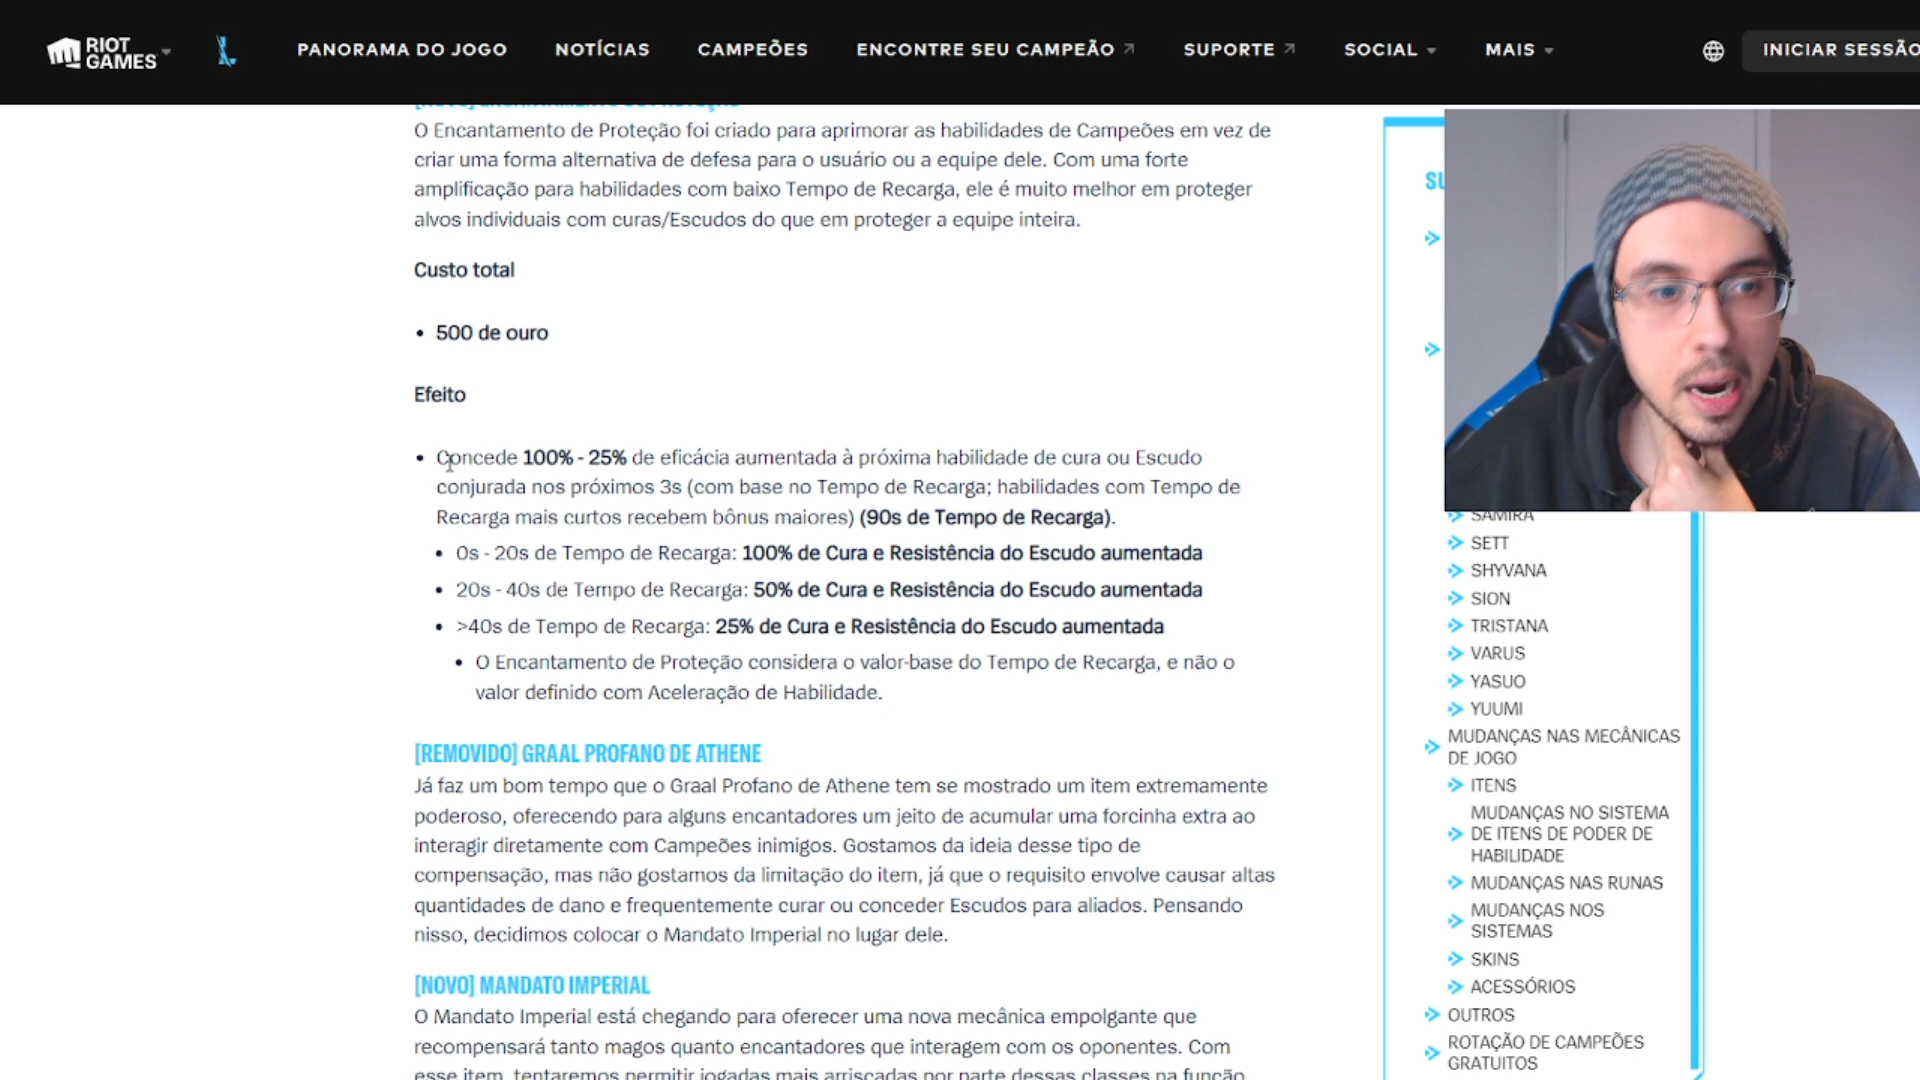 RIOT
GAMES
PANORAMA DO JOGO
NOTÍCIAS
CAMPEÕES
ENCONTRE SEU CAMPEÃO
SUPORTE
SOCIAL
MAIS
INICIAR SESSÃO
O Encantamento de Proteção foi criado para aprimorar as habilidades de Campeões em vez de
criar uma forma alternativa de defesa para o usuário ou a equipe dele. Com uma forte
amplificação para habilidades com baixo Tempo de Recarga, ele é muito melhor em proteger
alvos individuais com curas/Escudos do que em proteger a equipe inteira.
Custo total
• 500 de ouro
Efeito
• Concede 100% - 25% de eficácia aumentada à próxima habilidade de cura ou Escudo
conjurada nos próximos 3s (com base no Tempo de Recarga; habilidades com Tempo de
Recarga mais curtos recebem bônus maiores) (90s de Tempo de Recarga).
• 0s - 20s de Tempo de Recarga: 100% de Cura e Resistência do Escudo aumentada
• 20s - 40s de Tempo de Recarga: 50% de Cura e Resistência do Escudo aumentada
• >40s de Tempo de Recarga: 25% de Cura e Resistência do Escudo aumentada
• O Encantamento de Proteção considera o valor-base do Tempo de Recarga, e não o
valor definido com Aceleração de Habilidade.
[REMOVIDO] GRAAL PROFANO DE ATHENE
Já faz um bom tempo que o Graal Profano de Athene tem se mostrado um item extremamente
poderoso, oferecendo para alguns encantadores um jeito de acumular uma forcinha extra ao
interagir diretamente com Campeões inimigos. Gostamos da ideia desse tipo de
compensação, mas não gostamos da limitação do item, já que o requisito envolve causar altas
quantidades de dano e frequentemente curar ou conceder Escudos para aliados. Pensando
nisso, decidimos colocar o Mandato Imperial no lugar dele.
[NOVO] MANDATO IMPERIAL
O Mandato Imperial está chegando para oferecer uma nova mecânica empolgante que
recompensará tanto magos quanto encantadores que interagem com os oponentes. Com
esse item, tentaremos permitir jogadas mais arriscadas por parte dessas classes na função
SAMIRA
SETT
SHYVANA
SION
TRISTANA
VARUS
YASUO
YUUMI
MUDANÇAS NAS MECÂNICAS
DE JOGO
ITENS
MUDANÇAS NO SISTEMA
DE ITENS DE PODER DE
HABILIDADE
MUDANÇAS NAS RUNAS
MUDANÇAS NOS
SISTEMAS
SKINS
ACESSÓRIOS
OUTROS
ROTAÇÃO DE CAMPEÕES
GRATUITOS